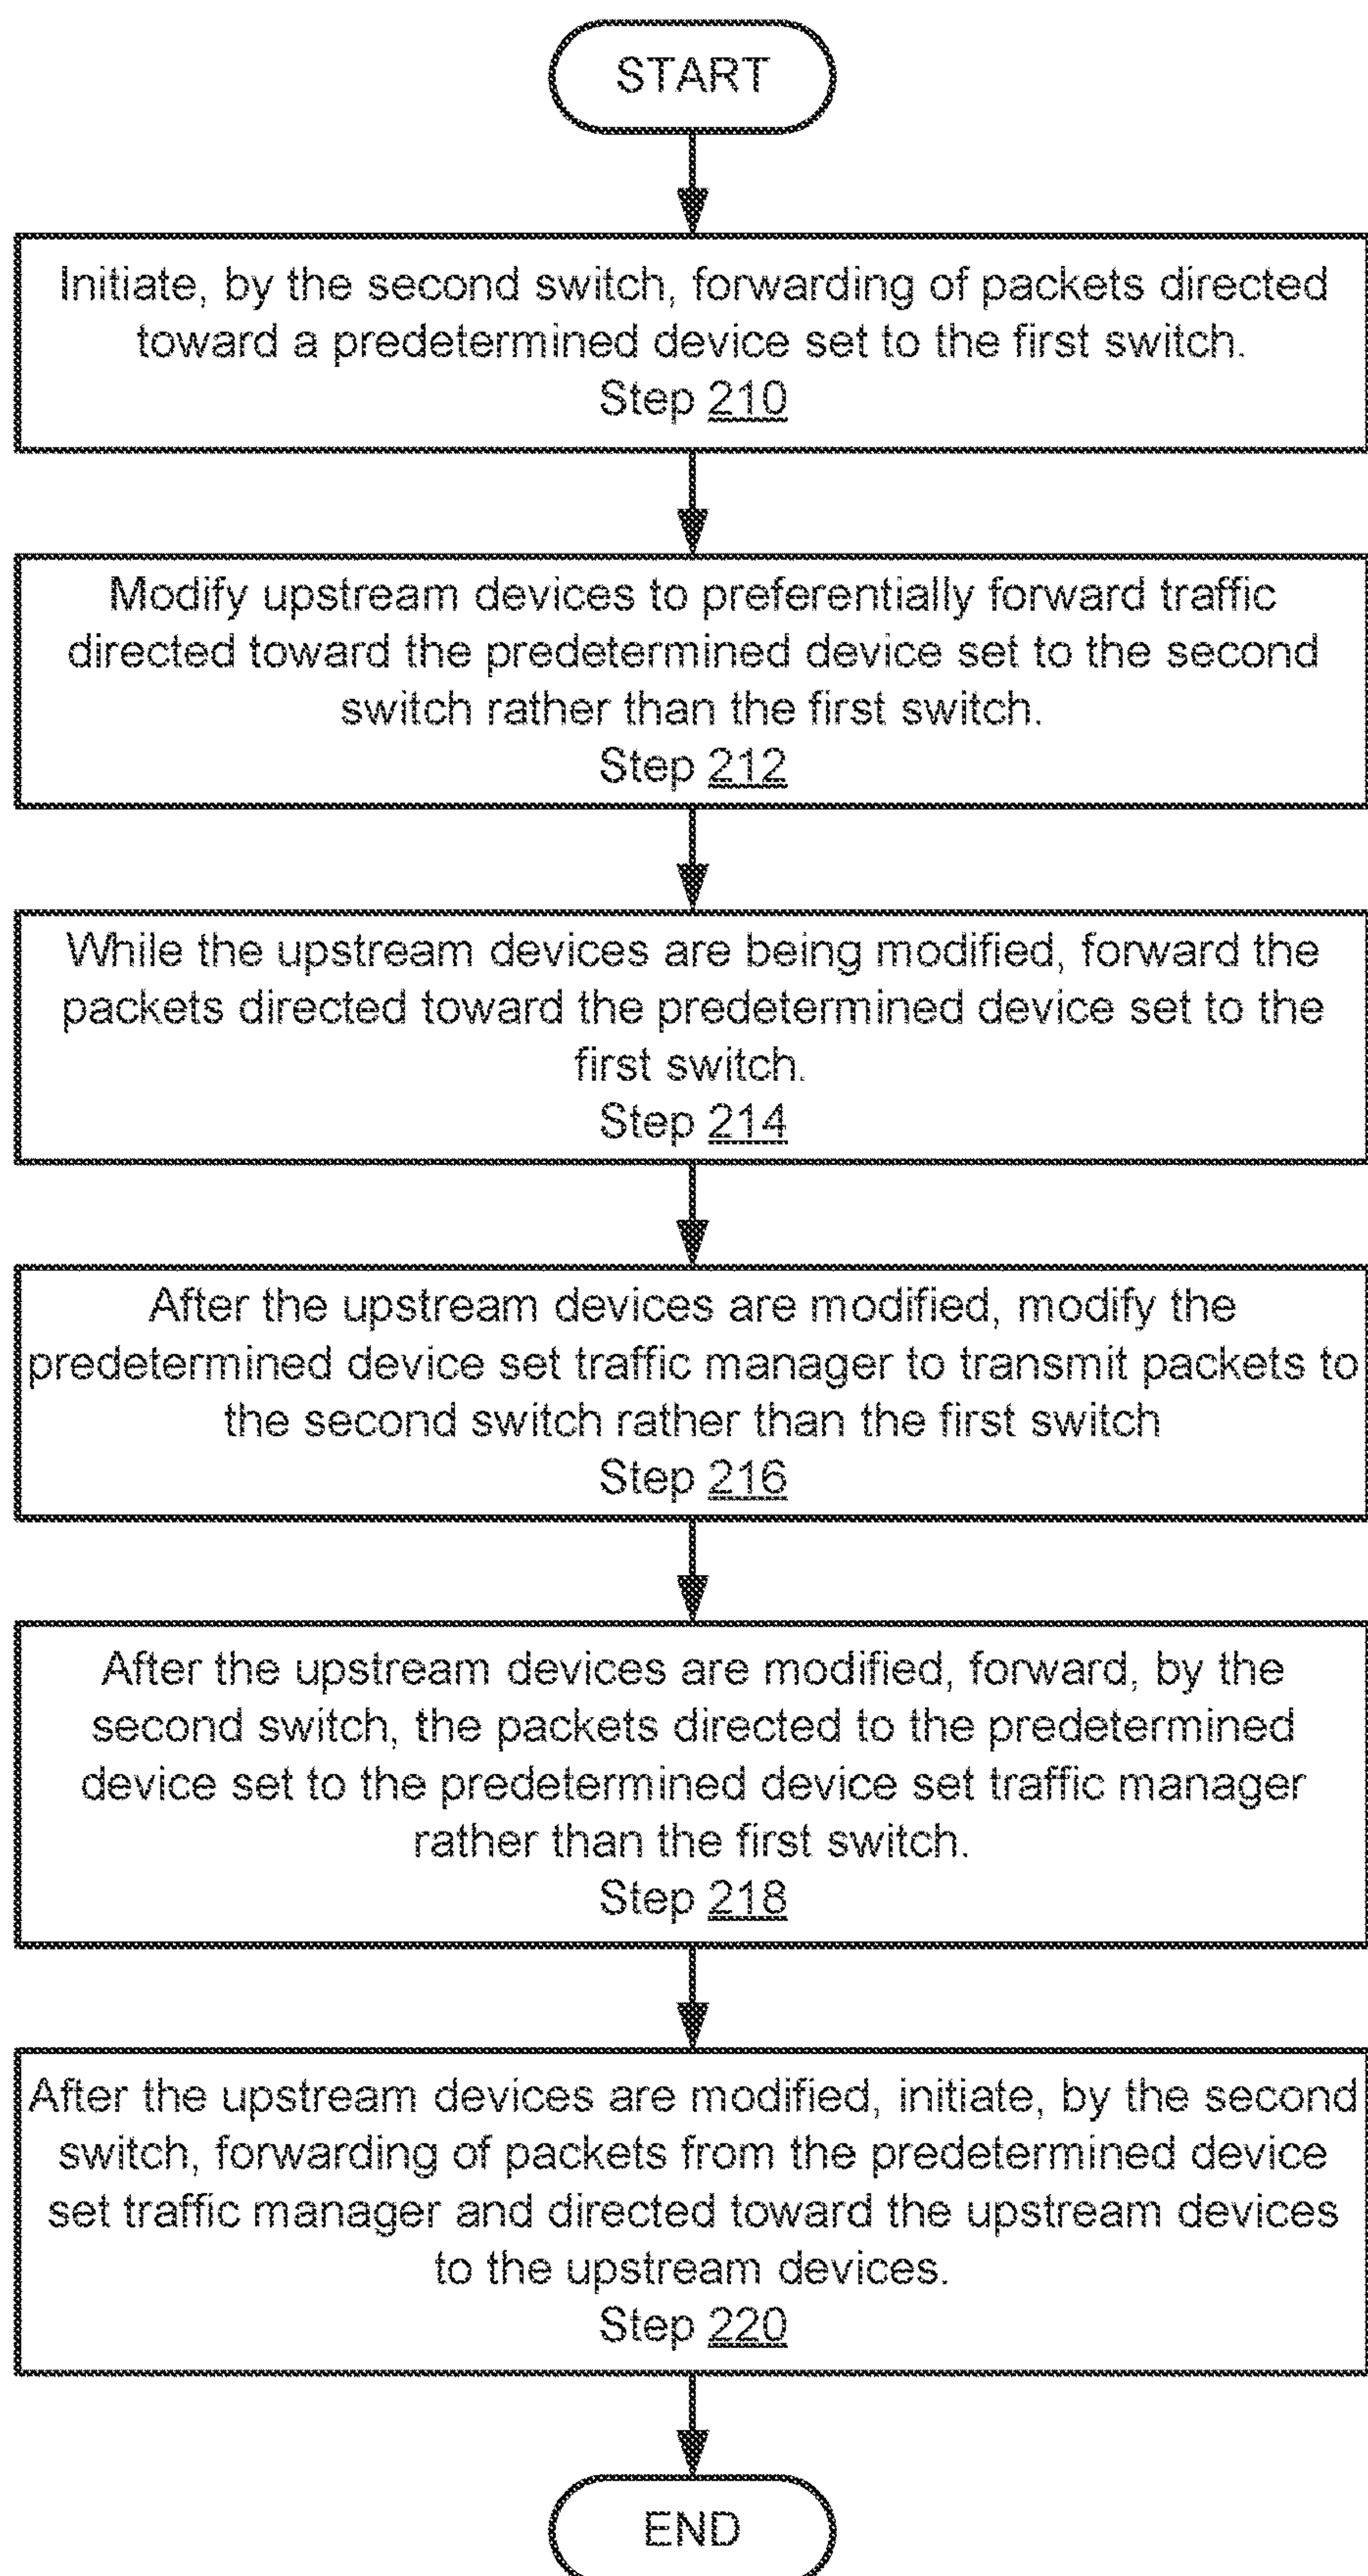 START
Initiate, by the second switch, forwarding of packets directed
toward a predetermined device set to the first switch.
Step 210
Modify upstream devices to preferentially forward traffic
directed toward the predetermined device set to the second
switch rather than the first switch.
Step 212
While the upstream devices are being modified, forward the
packets directed toward the predetermined device set to the
first switch.
Step 214
After the upstream devices are modified, modify the
predetermined device set traffic manager to transmit packets to
the second switch rather than the first switch
Step 216
After the upstream devices are modified, forward, by the
second switch, the packets directed to the predetermined
device set to the predetermined device set traffic manager
rather than the first switch.
Step 218
After the upstream devices are modified, initiate, by the second
switch, forwarding of packets from the predetermined device
set traffic manager and directed toward the upstream devices
to the upstream devices.
Step 220
END